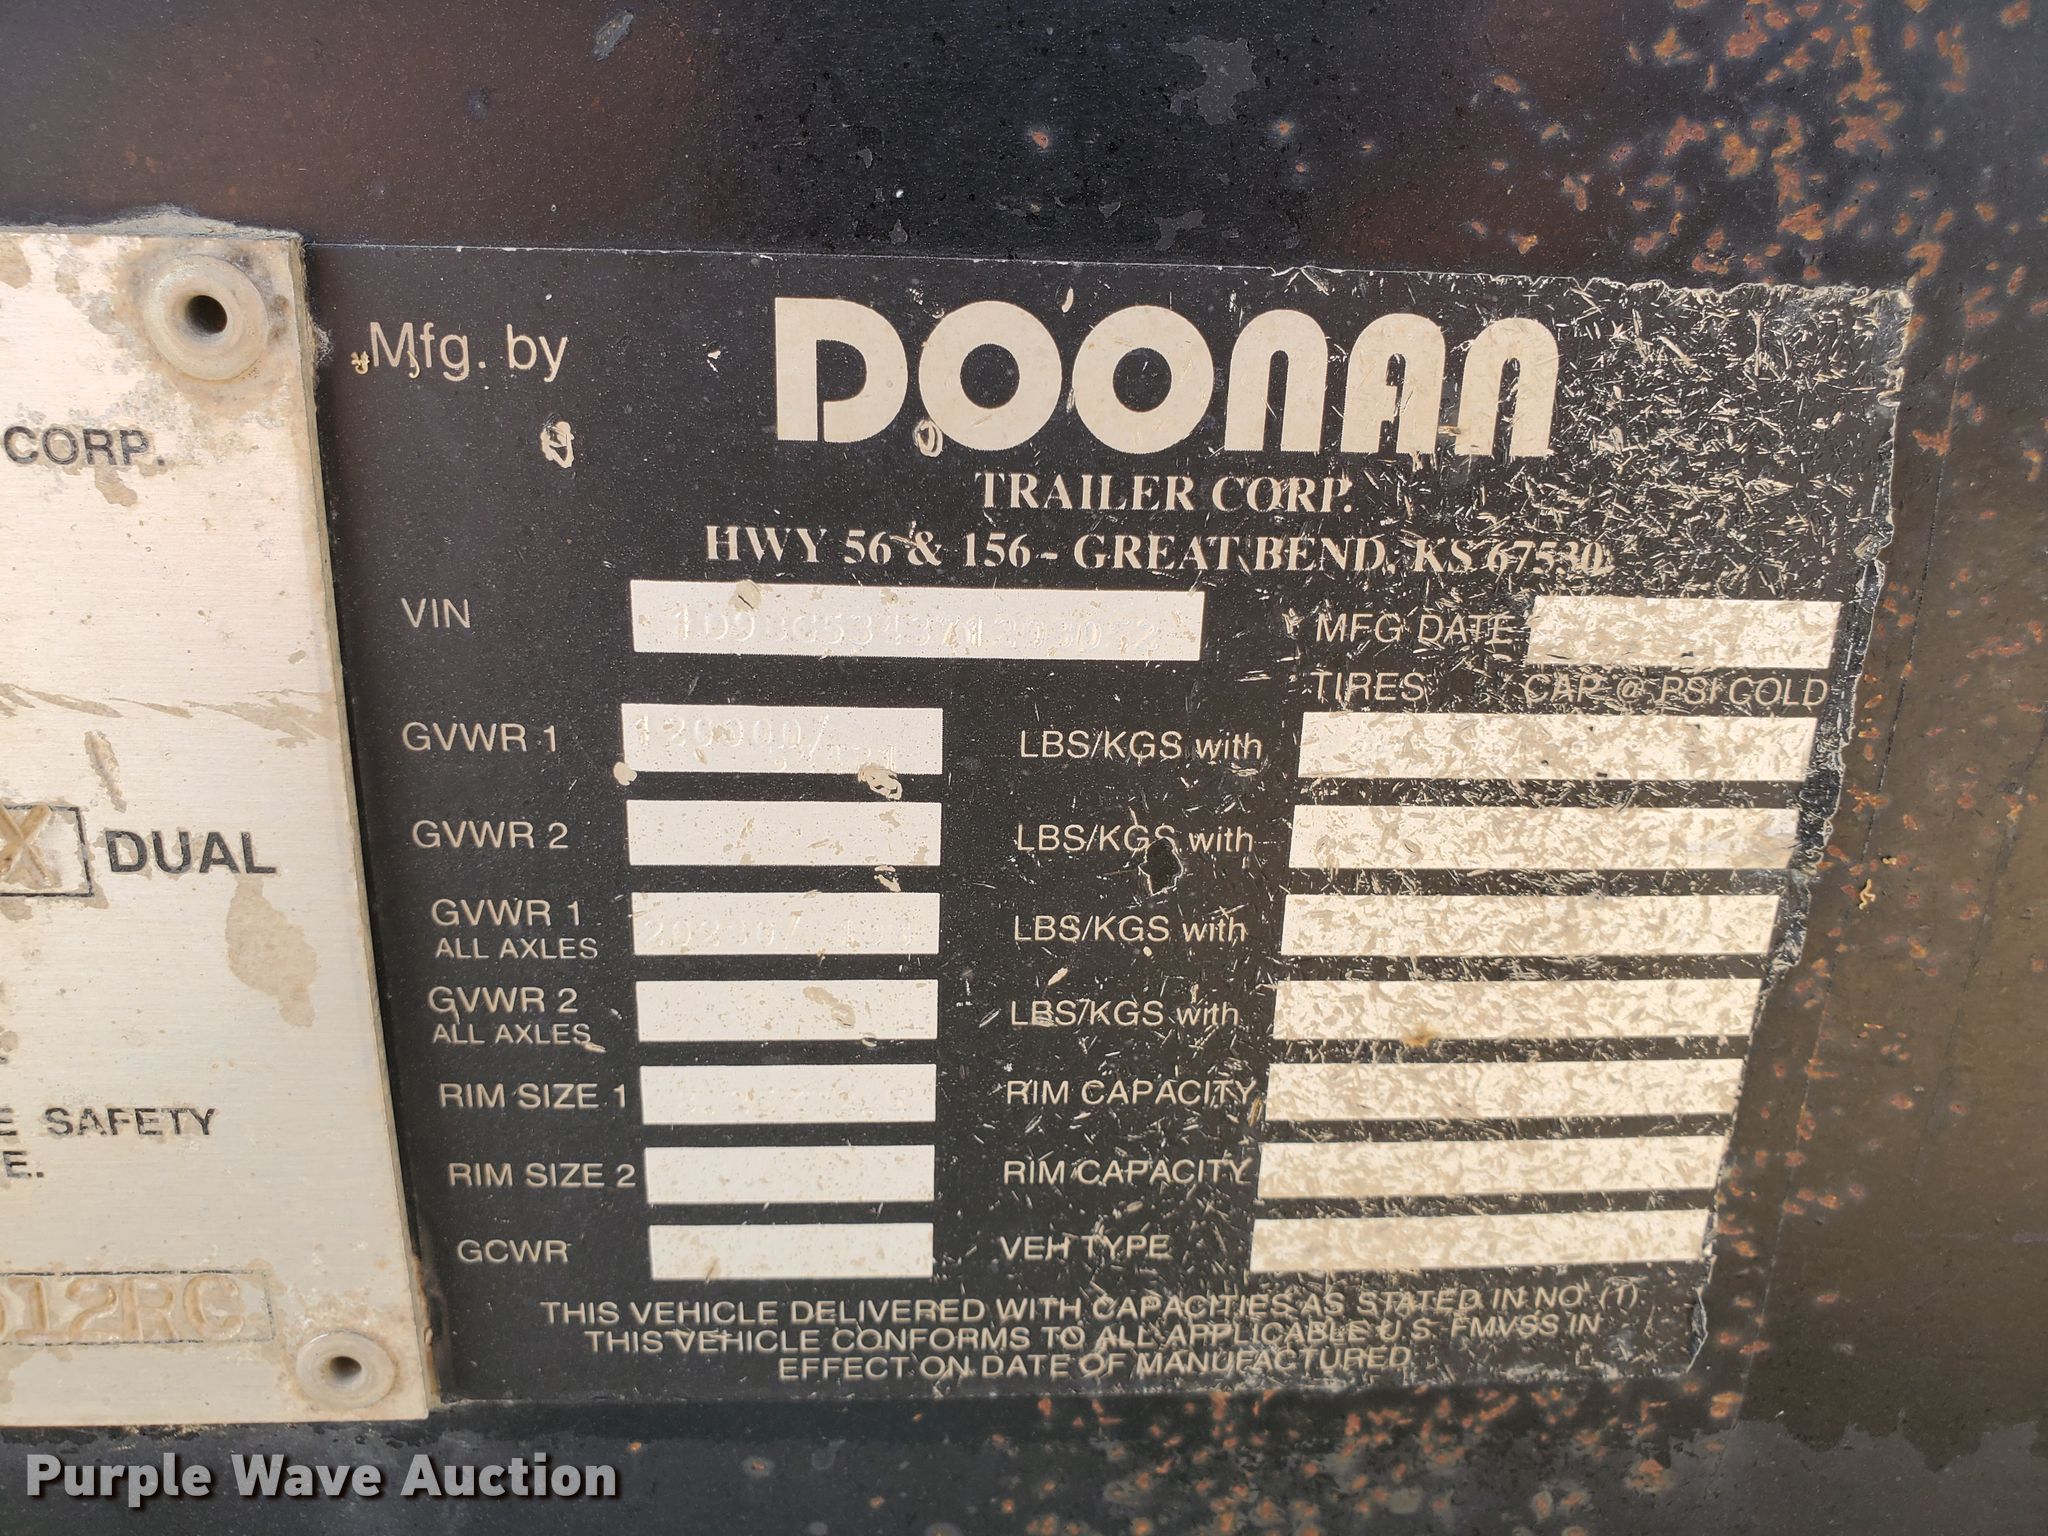 CORP.
X DUAL
E SAFETY
E.
012RC
Mfg. by DOONAN
TRAILER CORP.
HWY 56 & 156 - GREAT BEND, KS 67530
VIN
MFG DATE
TIRES CAP @ PSI COLD
GVWR 1 120000/ LBS/KGS with
GVWR 2 LBS/KGS with
GVWR 1 LBS/KGS with
ALL AXLES
GVWR 2 LBS/KGS with
ALL AXLES
RIM SIZE 1 RIM CAPACITY
RIM SIZE 2 RIM CAPACITY
GCWR VEH TYPE
THIS VEHICLE DELIVERED WITH CAPACITIES AS STATED IN NO. (T)
THIS VEHICLE CONFORMS TO ALL APPLICABLE U.S. FMVSS IN
EFFECT ON DATE OF MANUFACTURED
Purple Wave Auction